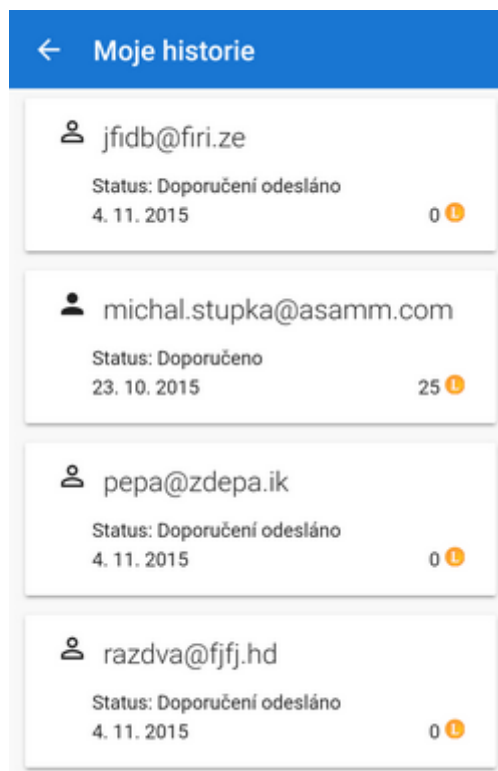 Moje historie
jfidb@firi.ze
Status: Doporučení odesláno
4. 11. 2015 0 L
michal.stupka@asamm.com
Status: Doporučeno
23. 10. 2015 25 L
pepa@zdepa.ik
Status: Doporučení odesláno
4. 11. 2015 0 L
razdva@fjfj.hd
Status: Doporučení odesláno
4. 11. 2015 0 L